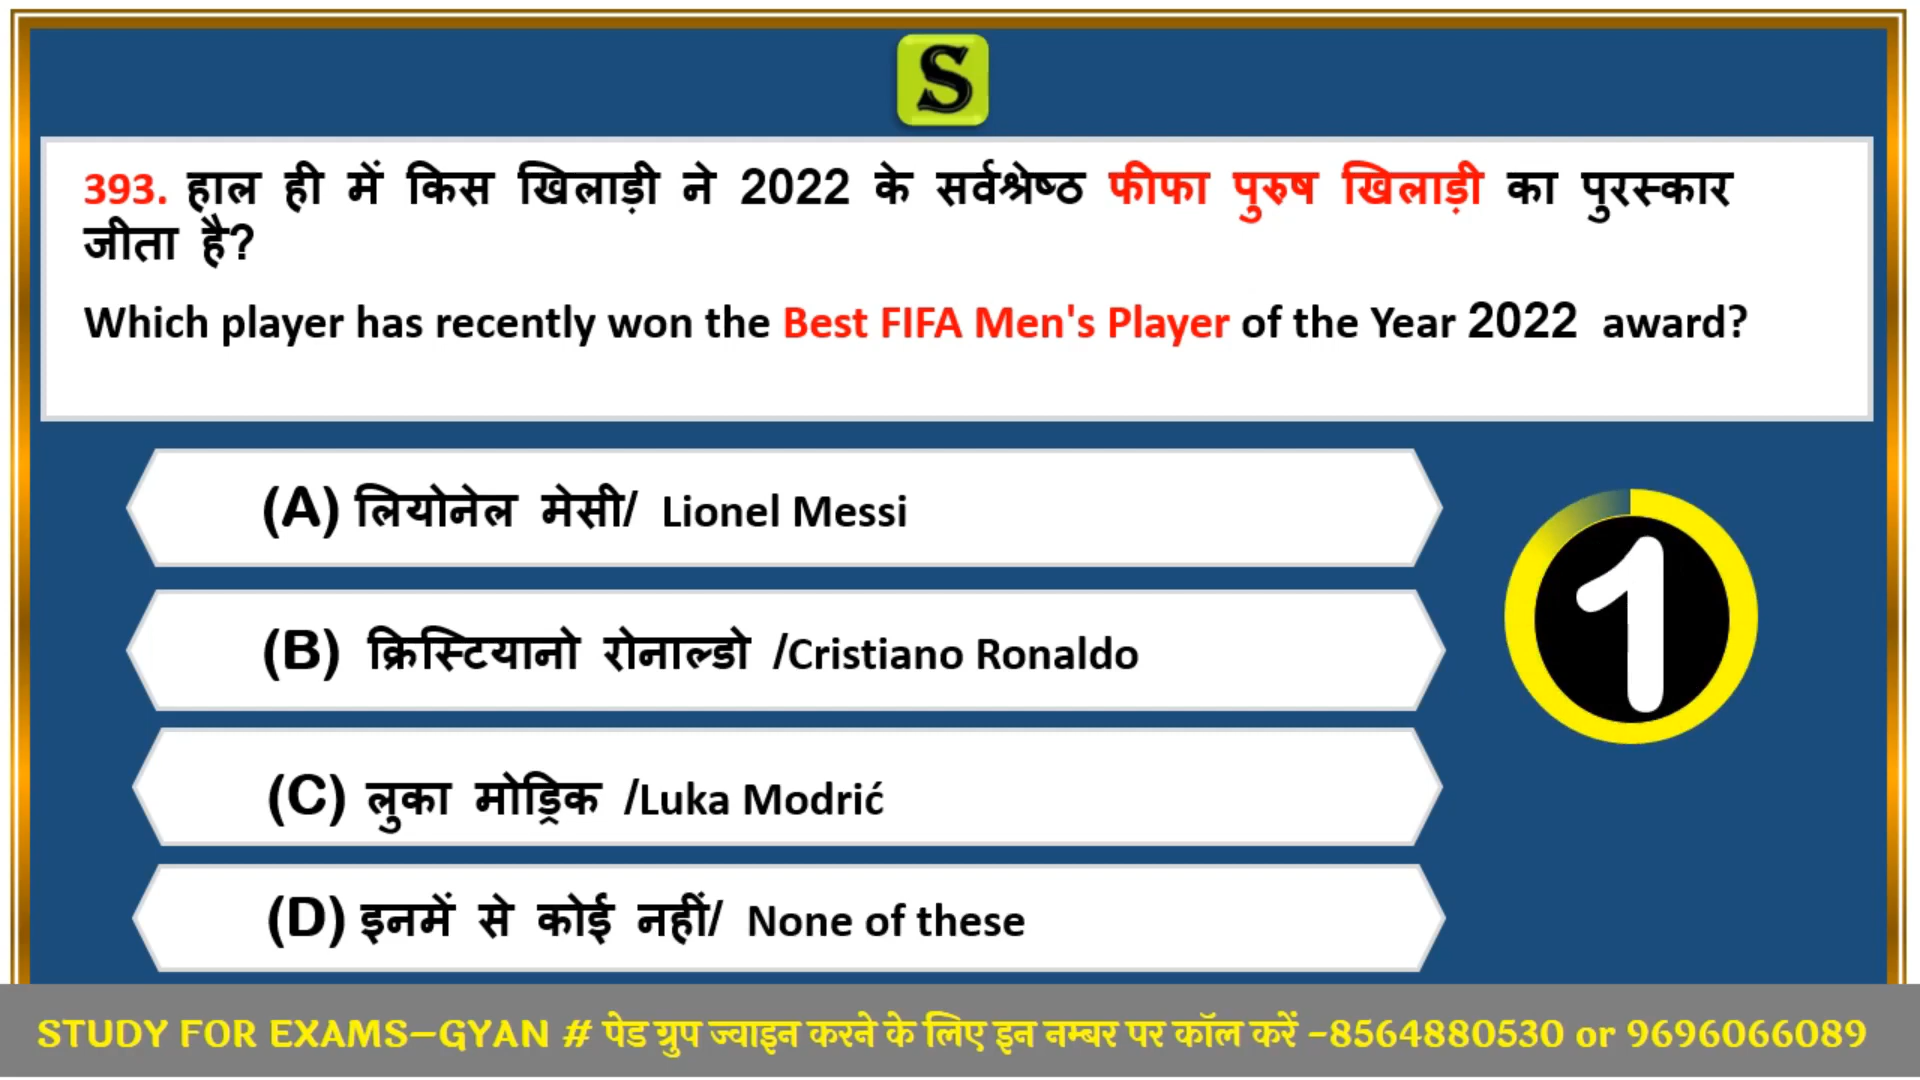 S
393. हाल ही में किस खिलाड़ी ने 2022 के सर्वश्रेष्ठ फीफा पुरुष खिलाड़ी का पुरस्कार
जीता है?
Which player has recently won the Best FIFA Men's Player of the Year 2022 award?
(A) लियोनेल मेसी/ Lionel Messi
(B) क्रिस्टियानो रोनाल्डो /Cristiano Ronaldo
1
(C) लुका मोड्रिक /Luka Modrić
(D) इनमें से कोई नहीं/ None of these
STUDY FOR EXAMS–GYAN # पेड ग्रुप ज्वाइन करने के लिए इन नम्बर पर कॉल करें -8564880530 or 9696066089